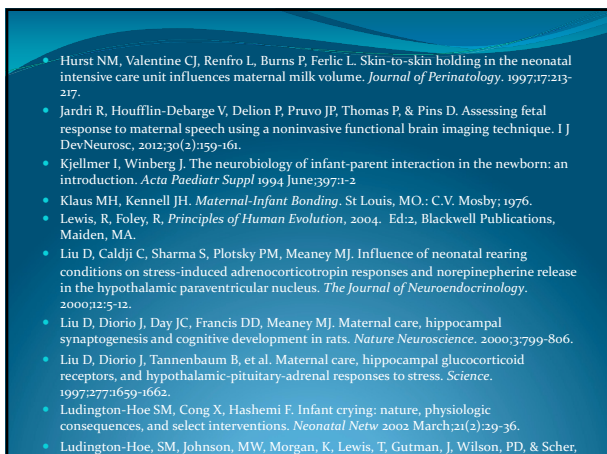 • Hurst NM, Valentine CJ, Renfro L, Burns P, Ferlic L. Skin-to-skin holding in the neonatal
intensive care unit influences maternal milk volume. Journal of Perinatology. 1997;17:213-
217.
• Jardri R, Houfflin-Debarge V, Delion P, Pruvo JP, Thomas P, & Pins D. Assessing fetal
response to maternal speech using a noninvasive functional brain imaging technique. I J
DevNeurosc, 2012;30(2):159-161.
• Kjellmer I, Winberg J. The neurobiology of infant-parent interaction in the newborn: an
introduction. Acta Paediatr Suppl 1994 June;397:1-2
• Klaus MH, Kennell JH. Maternal-Infant Bonding. St Louis, MO.: C.V. Mosby; 1976.
• Lewis, R, Foley, R, Principles of Human Evolution, 2004. Ed:2, Blackwell Publications,
Maiden, MA.
• Liu D, Caldji C, Sharma S, Plotsky PM, Meaney MJ. Influence of neonatal rearing
conditions on stress-induced adrenocorticotropin responses and norepinepherine release
in the hypothalamic paraventricular nucleus. The Journal of Neuroendocrinology.
2000;12:5-12.
• Liu D, Diorio J, Day JC, Francis DD, Meaney MJ. Maternal care, hippocampal
synaptogenesis and cognitive development in rats. Nature Neuroscience. 2000;3:799-806.
• Liu D, Diorio J, Tannenbaum B, et al. Maternal care, hippocampal glucocorticoid
receptors, and hypothalamic-pituitary-adrenal responses to stress. Science.
1997;277:1659-1662.
• Ludington-Hoe SM, Cong X, Hashemi F. Infant crying: nature, physiologic
consequences, and select interventions. Neonatal Netw 2002 March;21(2):29-36.
• Ludington-Hoe, SM, Johnson, MW, Morgan, K, Lewis, T, Gutman, J, Wilson, PD, & Scher,